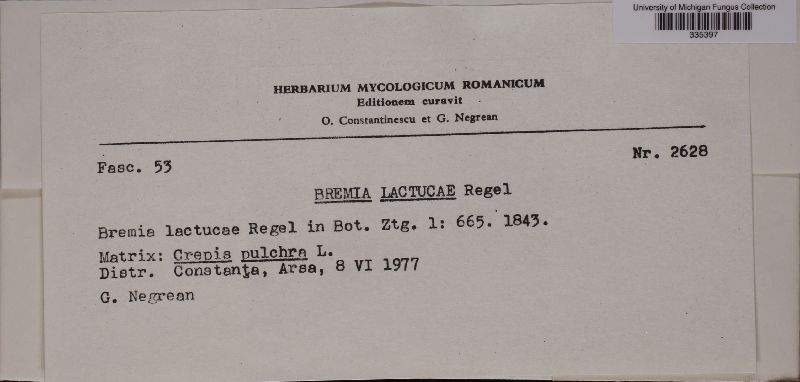 University of Michigan Fungus Collection
335397
HERBARIUM MYCOLOGICUM ROMANICUM
Editionem curavit
O. Constantinescu et G. Negrean
Fasc. 53
Nr. 2628
BREMIA LACTUCAE Regel
Bremia lactucae Regel in Bot. Ztg. 1: 665. 1843.
Matrix: Crepis pulchra L.
Distr. Constanţa, Arsa, 8 VI 1977
G. Negrean